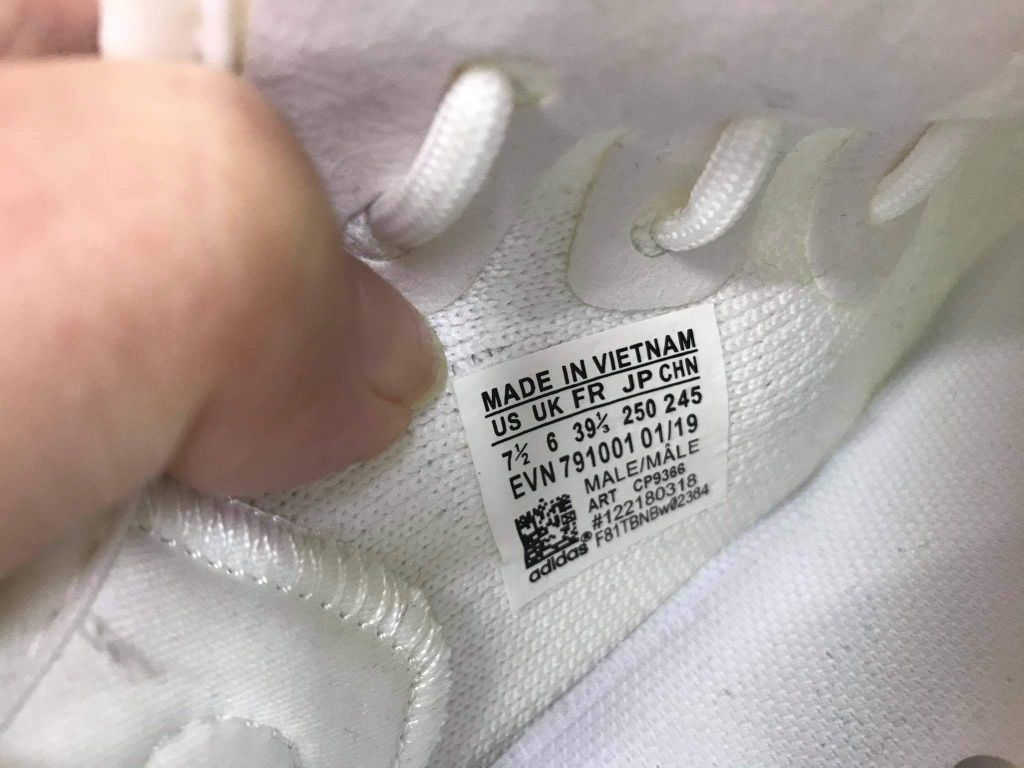 MADE IN VIETNAM
US UK FR JP CHN
7½ 6 39⅓ 250 245
EVN 791001 01/19
MALE/MÂLE
ART CP9366
#122180318
F81TBNBw02384
adidas®